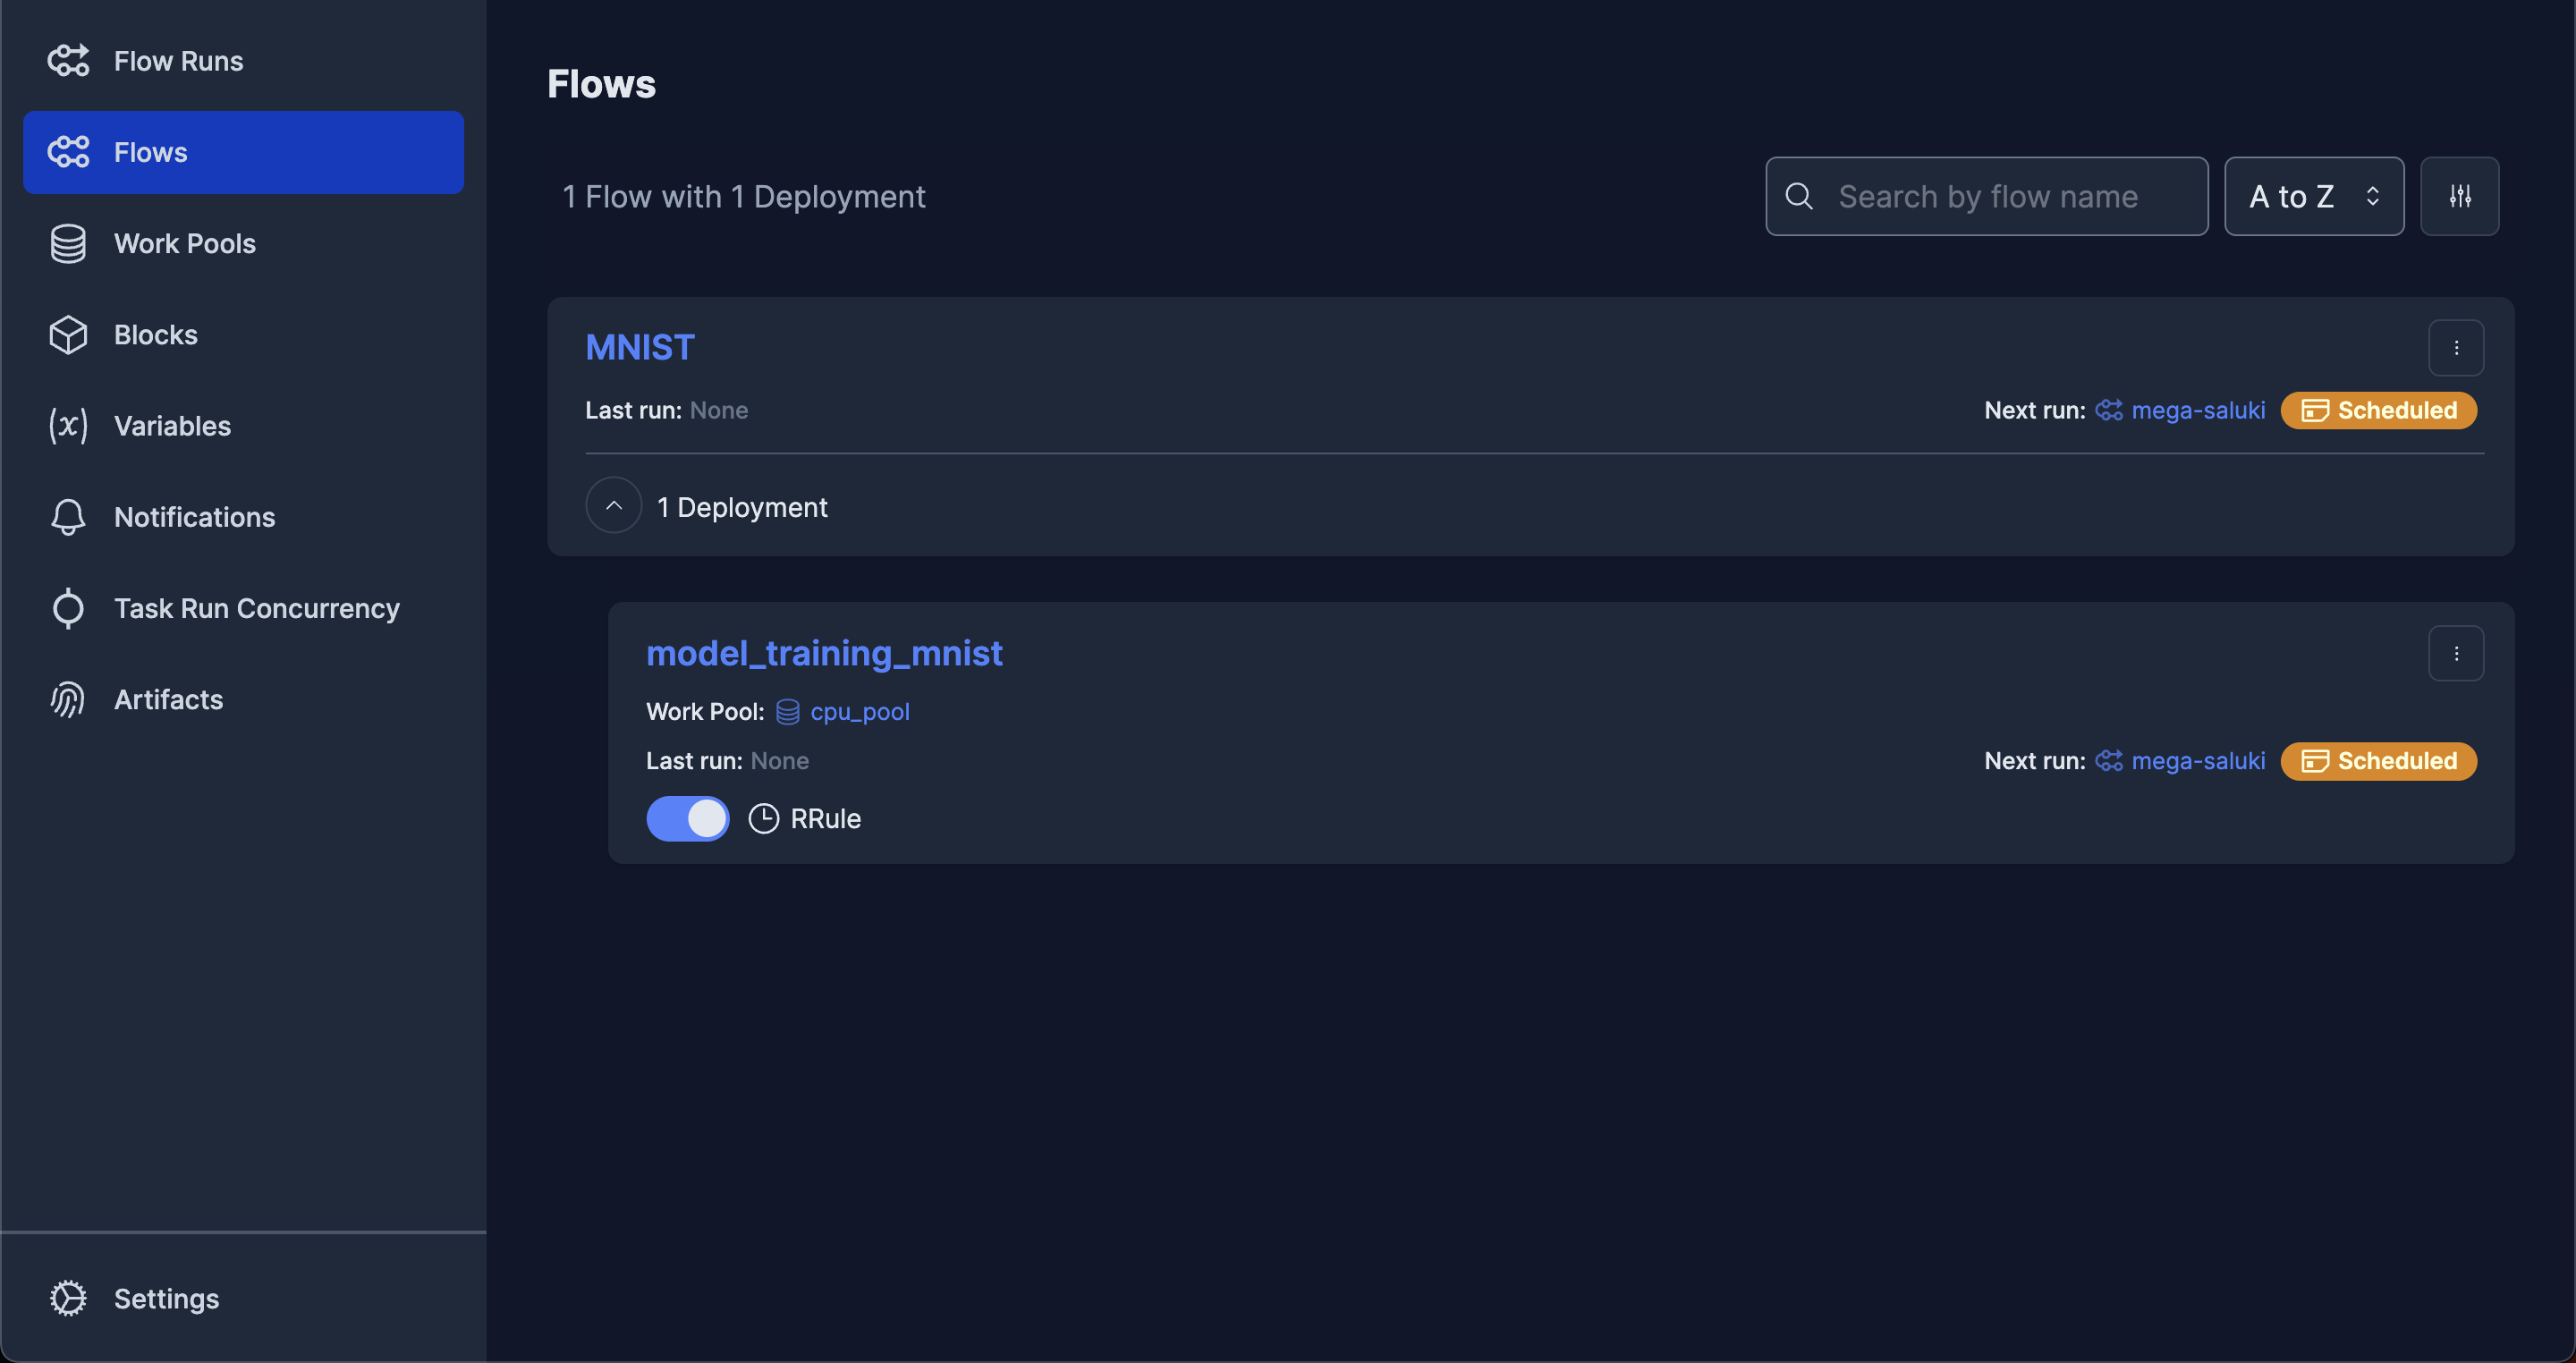 Flow Runs
Flows
Work Pools
Blocks
(x) Variables
Notifications
Task Run Concurrency
Artifacts
Settings
Flows
1 Flow with 1 Deployment
Search by flow name
A to Z
MNIST
Last run: None
Next run: mega-saluki Scheduled
1 Deployment
model_training_mnist
Work Pool: cpu_pool
Last run: None
Next run: mega-saluki Scheduled
RRule